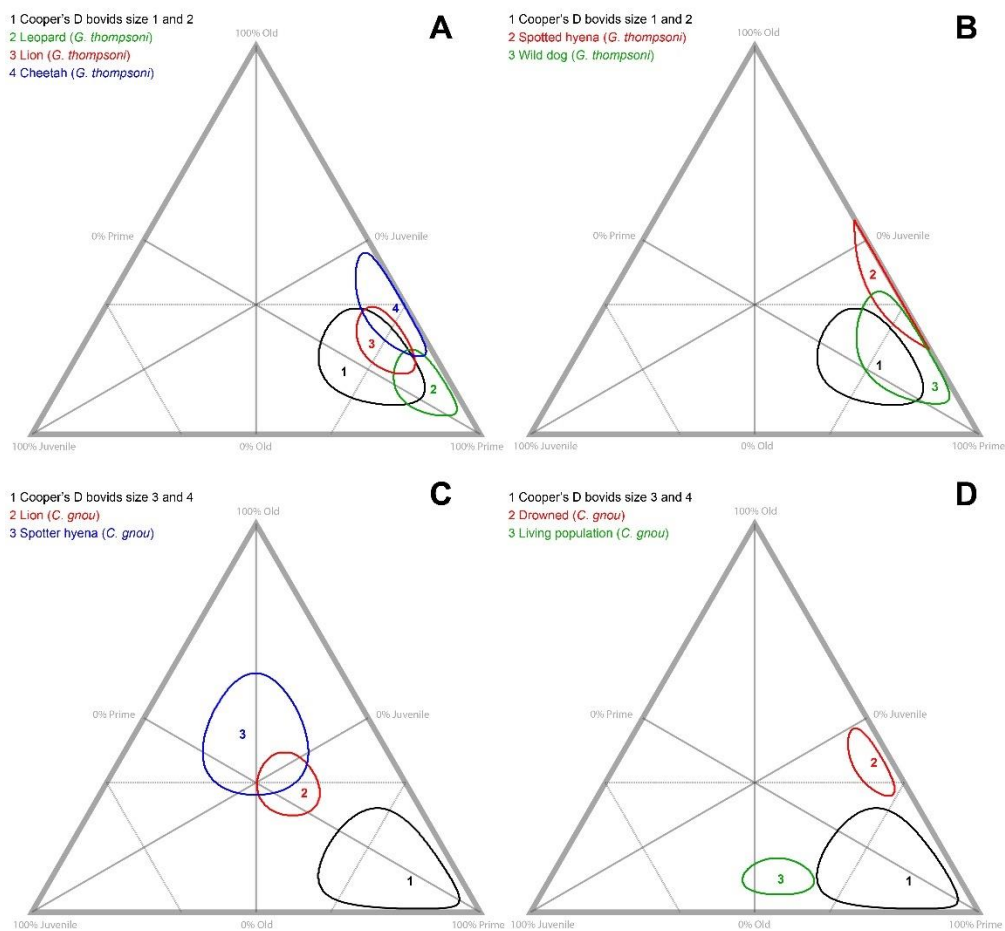 1 Cooper's D bovids size 1 and 2
2 Leopard (G. thompsoni)
3 Lion (G. thompsoni)
4 Cheetah (G. thompsoni)
A
100% Old
0% Prime
0% Juvenile
4
3
1
2
100% Juvenile
0% Old
100% Prime
1 Cooper's D bovids size 1 and 2
2 Spotted hyena (G. thompsoni)
3 Wild dog (G. thompsoni)
B
100% Old
0% Prime
0% Juvenile
2
1
3
100% Juvenile
0% Old
100% Prime
1 Cooper's D bovids size 3 and 4
2 Lion (C. gnou)
3 Spotter hyena (C. gnou)
C
100% Old
0% Prime
0% Juvenile
3
2
1
100% Juvenile
0% Old
100% Prime
1 Cooper's D bovids size 3 and 4
2 Drowned (C. gnou)
3 Living population (C. gnou)
D
100% Old
0% Prime
0% Juvenile
2
3
1
100% Juvenile
0% Old
100% Prime